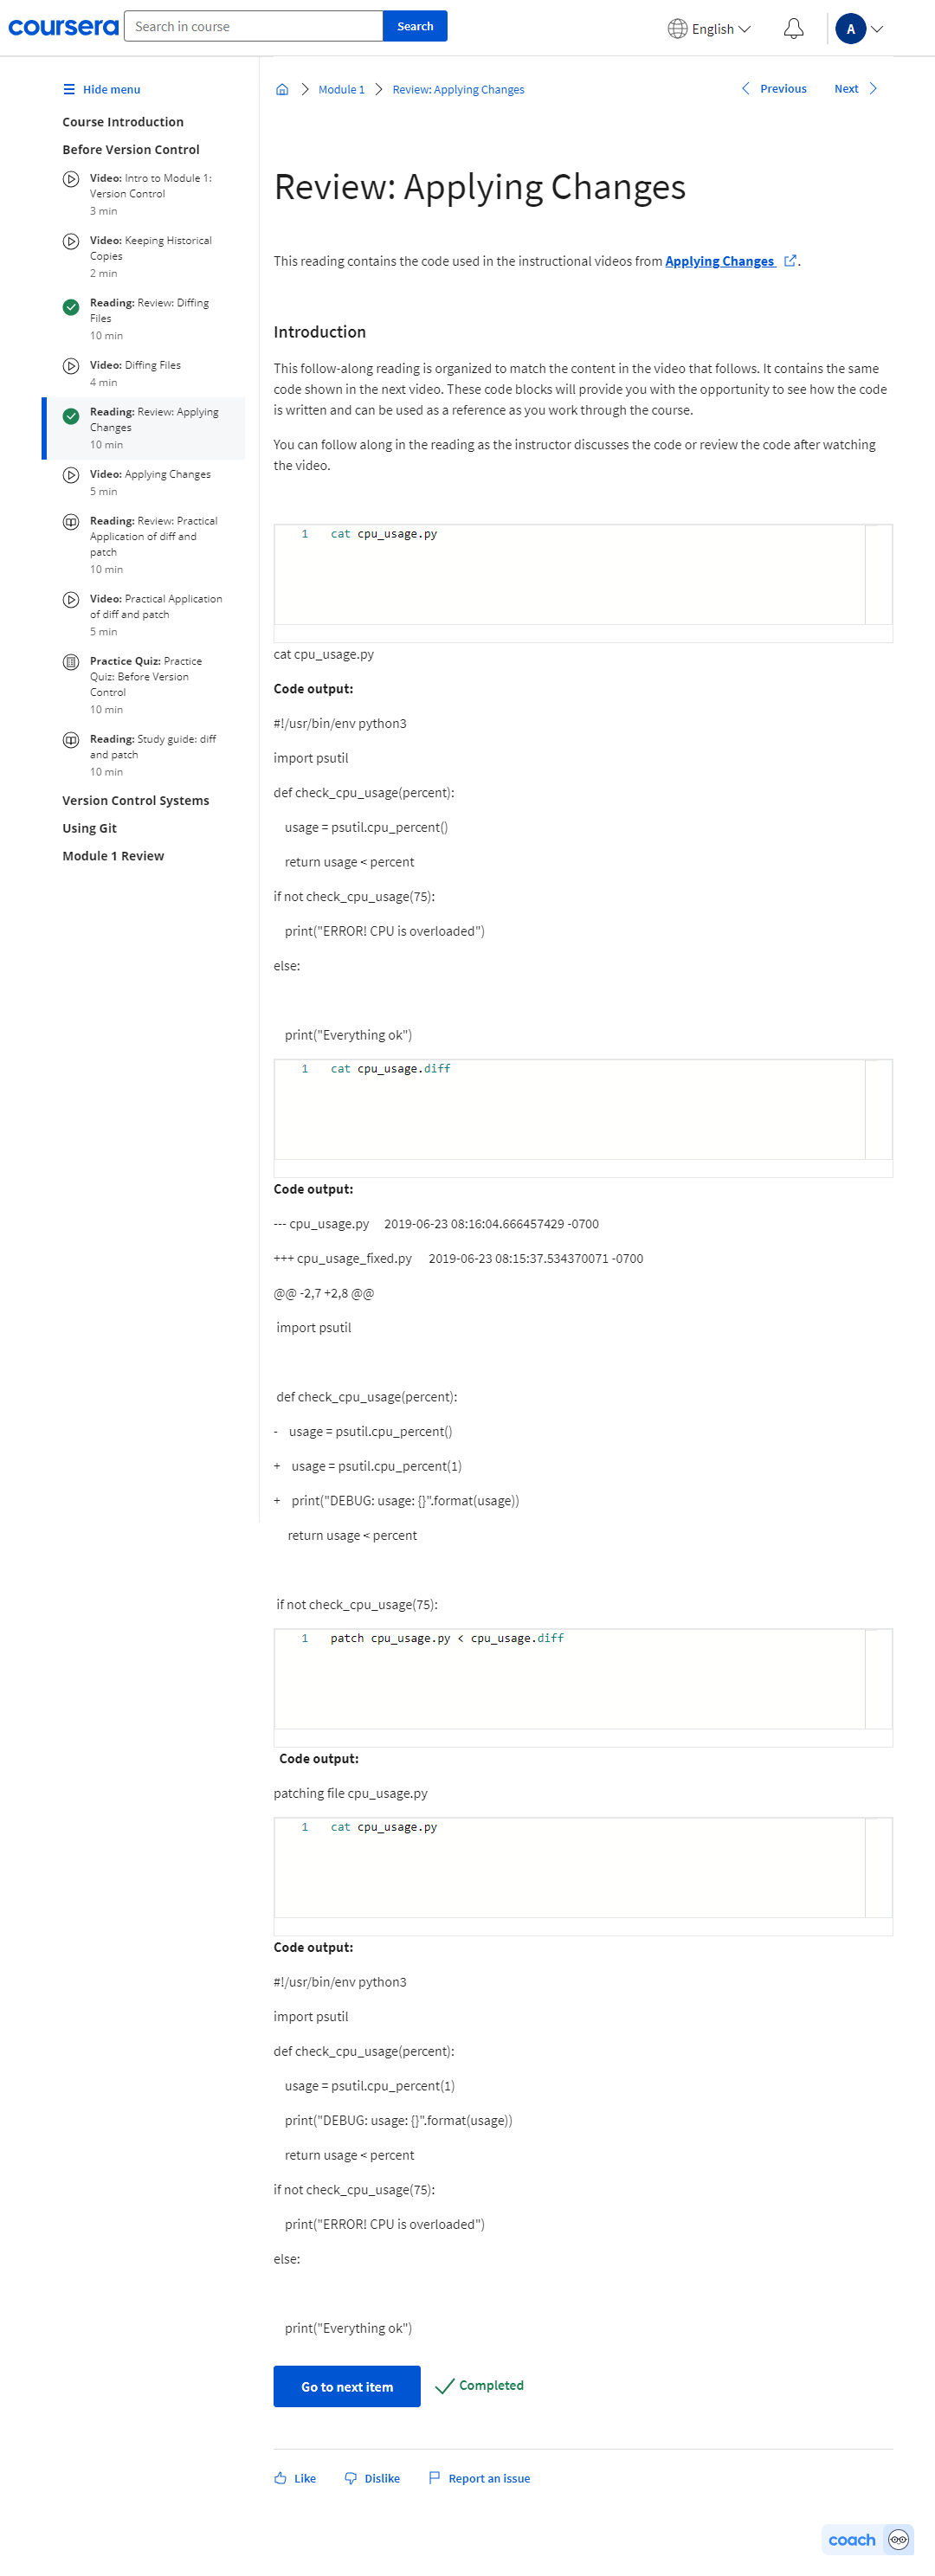 coursera
Search in course
Search
English
A
Hide menu
Module 1
Review: Applying Changes
Previous
Next
Course Introduction
Before Version Control
Video: Intro to Module 1:
Version Control
3 min
Video: Keeping Historical
Copies
2 min
Reading: Review: Diffing
Files
10 min
Video: Diffing Files
4 min
Reading: Review: Applying
Changes
10 min
Video: Applying Changes
5 min
Reading: Review: Practical
Application of diff and
patch
10 min
Video: Practical Application
of diff and patch
5 min
Practice Quiz: Practice
Quiz: Before Version
Control
10 min
Reading: Study guide: diff
and patch
10 min
Version Control Systems
Using Git
Module 1 Review
Review: Applying Changes
This reading contains the code used in the instructional videos from Applying Changes .
Introduction
This follow-along reading is organized to match the content in the video that follows. It contains the same
code shown in the next video. These code blocks will provide you with the opportunity to see how the code
is written and can be used as a reference as you work through the course.
You can follow along in the reading as the instructor discusses the code or review the code after watching
the video.
1 cat cpu_usage.py
cat cpu_usage.py
Code output:
#!/usr/bin/env python3
import psutil
def check_cpu_usage(percent):
    usage = psutil.cpu_percent()
    return usage < percent
if not check_cpu_usage(75):
    print("ERROR! CPU is overloaded")
else:
    print("Everything ok")
1 cat cpu_usage.diff
Code output:
--- cpu_usage.py     2019-06-23 08:16:04.666457429 -0700
+++ cpu_usage_fixed.py     2019-06-23 08:15:37.534370071 -0700
@@ -2,7 +2,8 @@
 import psutil
 def check_cpu_usage(percent):
-    usage = psutil.cpu_percent()
+    usage = psutil.cpu_percent(1)
+    print("DEBUG: usage: {}".format(usage))
     return usage < percent
 if not check_cpu_usage(75):
1 patch cpu_usage.py < cpu_usage.diff
Code output:
patching file cpu_usage.py
1 cat cpu_usage.py
Code output:
#!/usr/bin/env python3
import psutil
def check_cpu_usage(percent):
    usage = psutil.cpu_percent(1)
    print("DEBUG: usage: {}".format(usage))
    return usage < percent
if not check_cpu_usage(75):
    print("ERROR! CPU is overloaded")
else:
    print("Everything ok")
Go to next item
Completed
Like
Dislike
Report an issue
coach